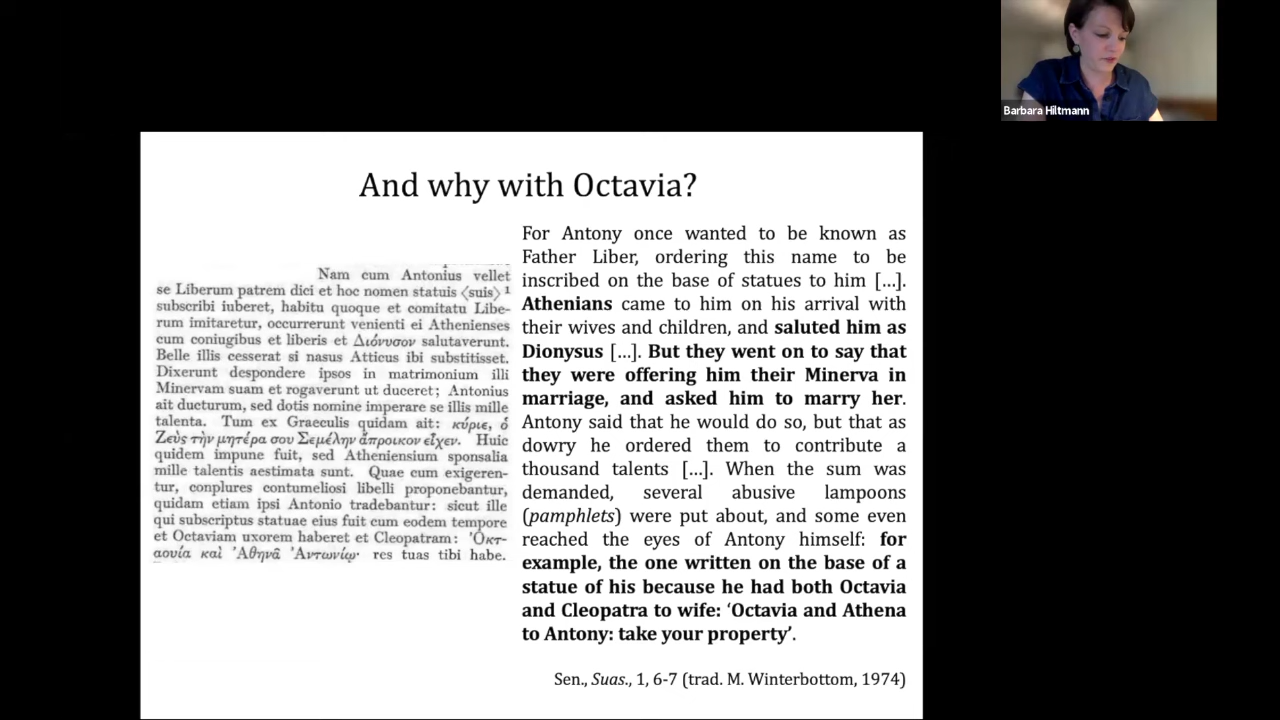 Barbara Hiltmann
And why with Octavia?
Nam cum Antonius vellet
se Liberum patrem dici et hoc nomen statuis ⟨suis⟩ ¹
subscribi iuberet, habitu quoque et comitatu Libe-
rum imitaretur, occurrerunt venienti ei Athenienses
cum coniugibus et liberis et Διόνυσον salutaverunt.
Belle illis cesserat si nasus Atticus ibi substitisset.
Dixerunt despondere ipsos in matrimonium illi
Minervam suam et rogaverunt ut duceret; Antonius
ait ducturum, sed dotis nomine imperare se illis mille
talenta. Tum ex Graeculis quidam ait: κύριε, ὁ
Ζεὺς τὴν μητέρα σου Σεμέλην ἄπροικον εἶχεν. Huic
quidem impune fuit, sed Atheniensium sponsalia
mille talentis aestimata sunt. Quae cum exigeren-
tur, conplures contumeliosi libelli proponebantur,
quidam etiam ipsi Antonio tradebantur: sicut ille
qui subscriptus statuae eius fuit cum eodem tempore
et Octaviam uxorem haberet et Cleopatram: Ὀκτ-
αουία καὶ Ἀθηνᾶ Ἀντωνίῳ· res tuas tibi habe.
For Antony once wanted to be known as
Father Liber, ordering this name to be
inscribed on the base of statues to him [...].
Athenians came to him on his arrival with
their wives and children, and saluted him as
Dionysus [...]. But they went on to say that
they were offering him their Minerva in
marriage, and asked him to marry her.
Antony said that he would do so, but that as
dowry he ordered them to contribute a
thousand talents [...]. When the sum was
demanded, several abusive lampoons
(pamphlets) were put about, and some even
reached the eyes of Antony himself: for
example, the one written on the base of a
statue of his because he had both Octavia
and Cleopatra to wife: ‘Octavia and Athena
to Antony: take your property’.
Sen., Suas., 1, 6-7 (trad. M. Winterbottom, 1974)